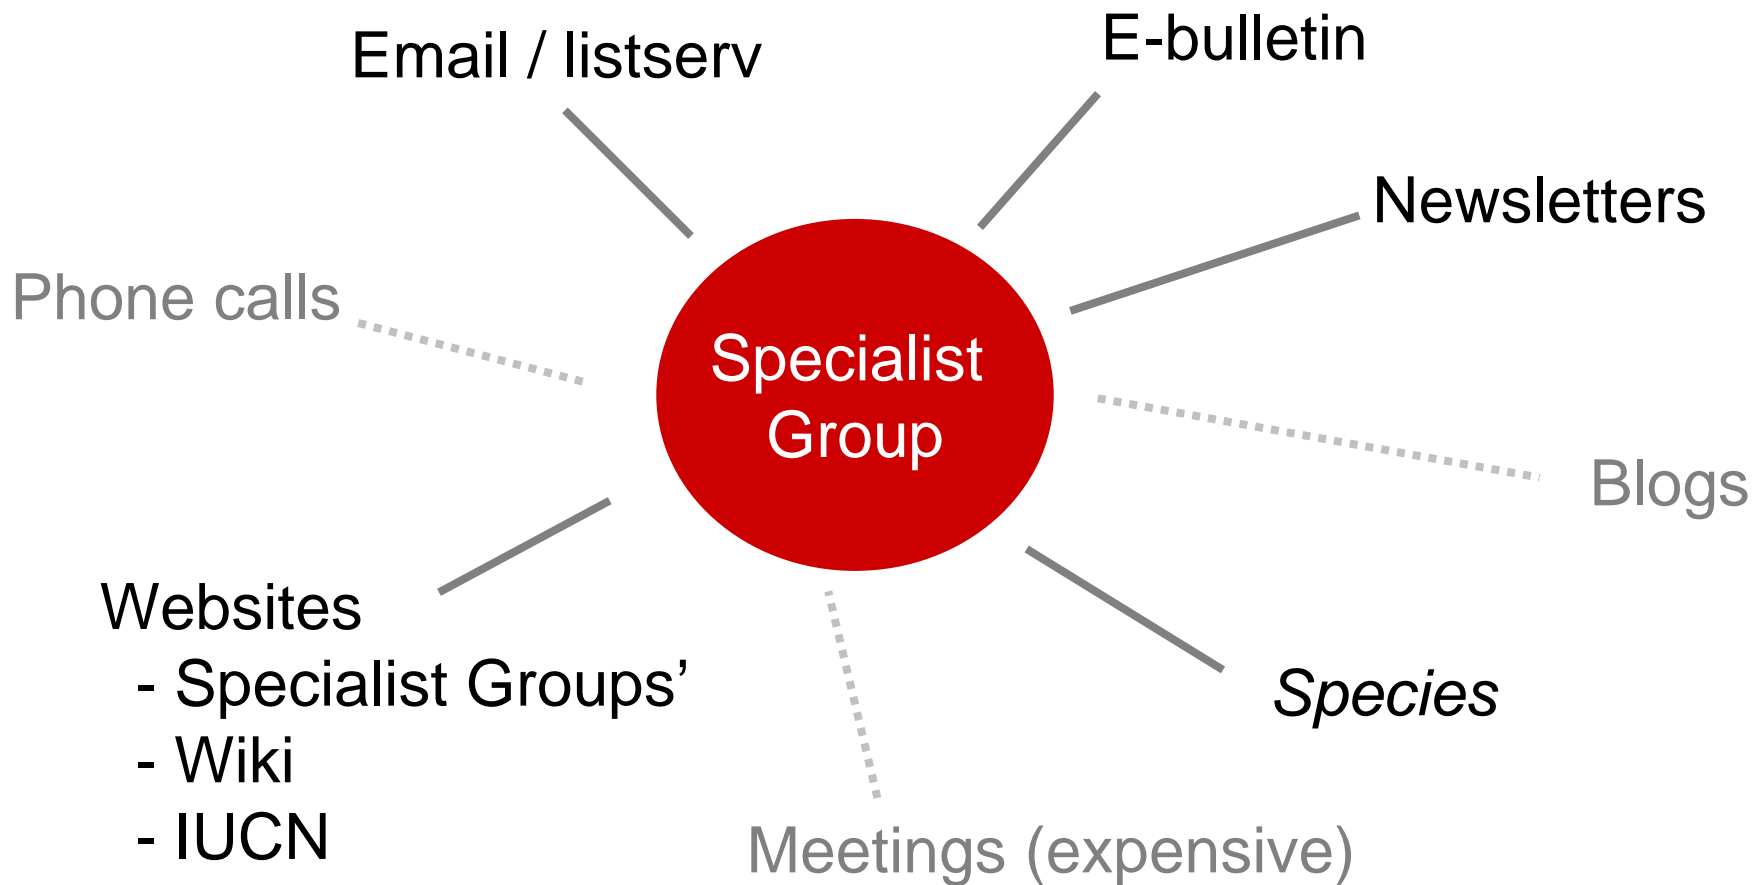 Email / listserv
E-bulletin
Newsletters
Phone calls
Specialist
Group
Blogs
Websites
- Specialist Groups’
- Wiki
- IUCN
Species
Meetings (expensive)